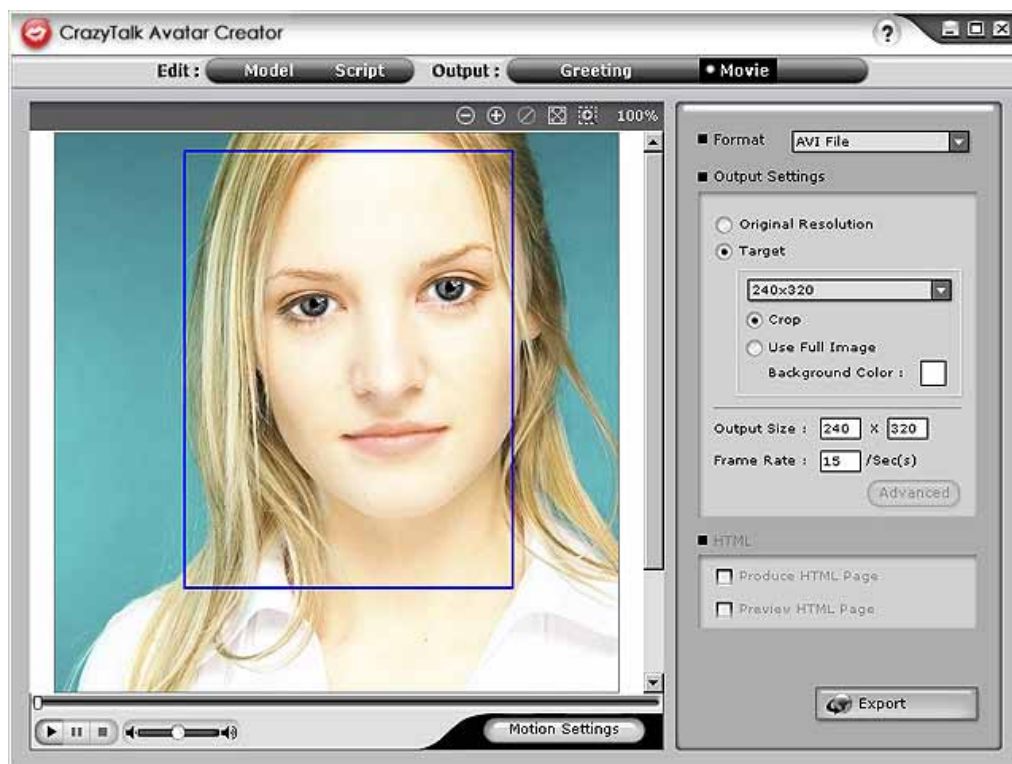 CrazyTalk Avatar Creator
?
Edit : Model Script Output : Greeting Movie
100%
Format AVI File
Output Settings
Original Resolution
Target
240x320
Crop
Use Full Image
Background Color :
Output Size : 240 X 320
Frame Rate : 15 /Sec(s)
Advanced
HTML
Produce HTML Page
Preview HTML Page
Export
Motion Settings